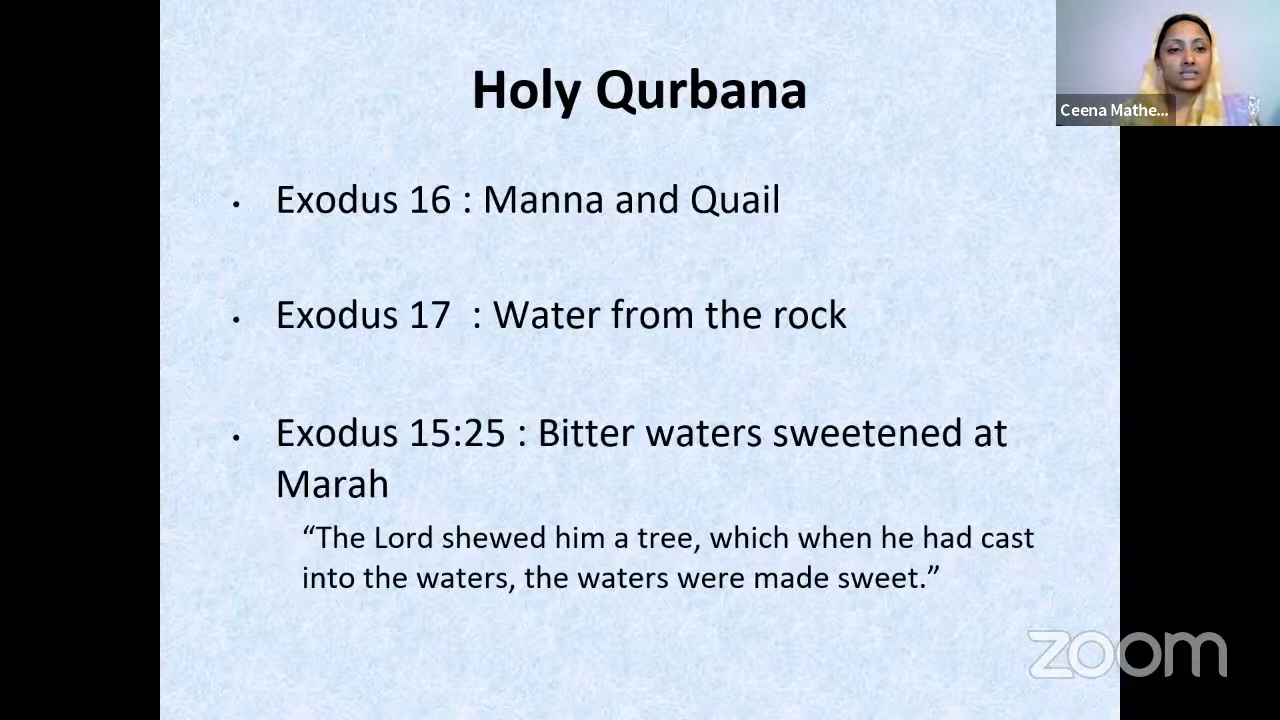 Holy Qurbana
Ceena Mathe...
• Exodus 16 : Manna and Quail
• Exodus 17  : Water from the rock
• Exodus 15:25 : Bitter waters sweetened at
Marah
“The Lord shewed him a tree, which when he had cast
into the waters, the waters were made sweet.”
zoom